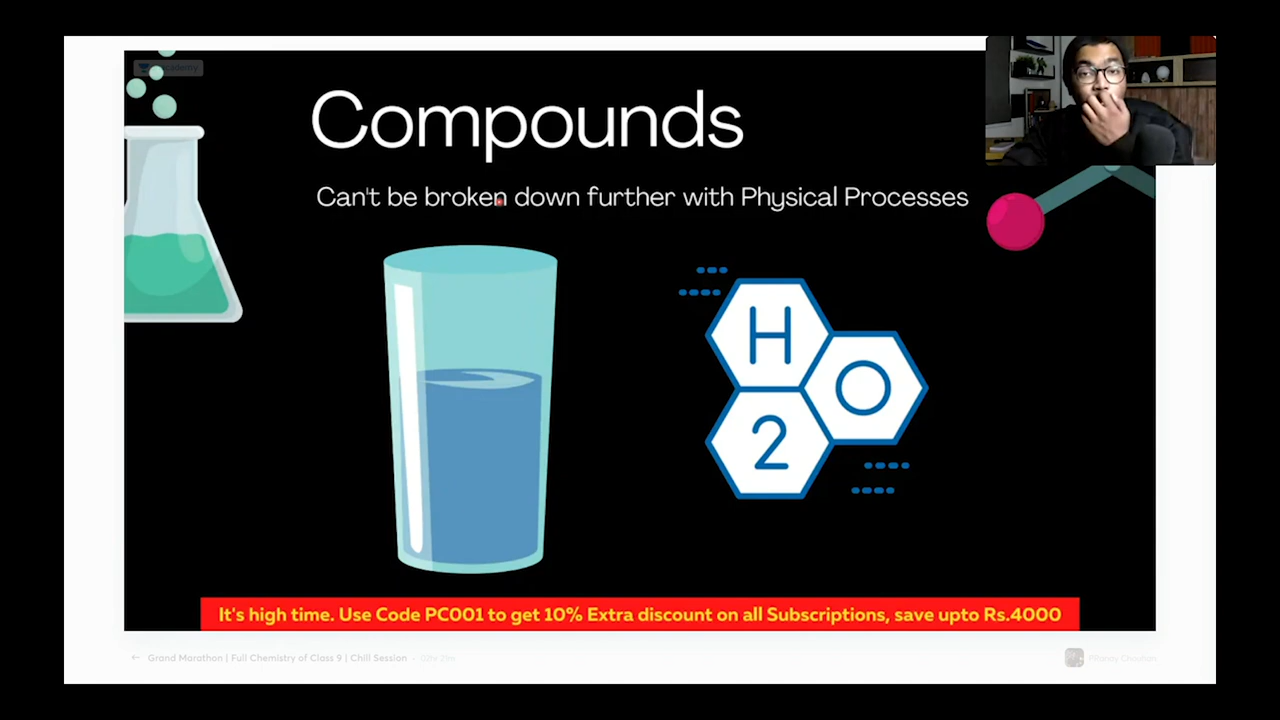 Compounds
Can't be broken down further with Physical Processes
H
O
2
It's high time. Use Code PC001 to get 10% Extra discount on all Subscriptions, save upto Rs.4000
← Grand Marathon | Full Chemistry of Class 9 | Chill Session